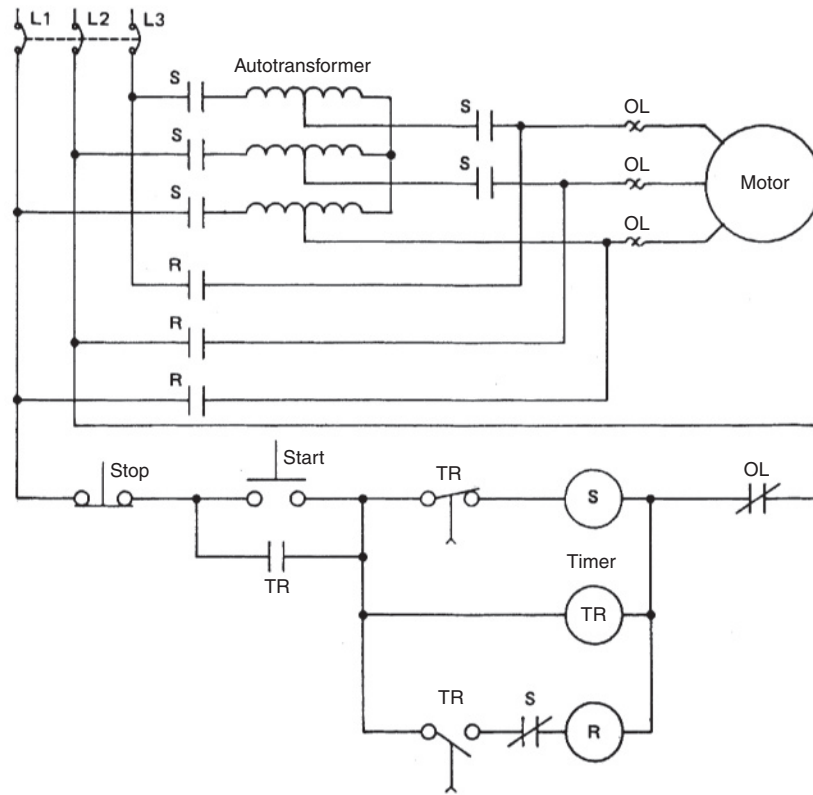 L1 L2 L3
Autotransformer
S
S
OL
S
S
OL
Motor
S
OL
R
R
R
Stop
Start
TR
OL
S
TR
Timer
TR
TR
S
R